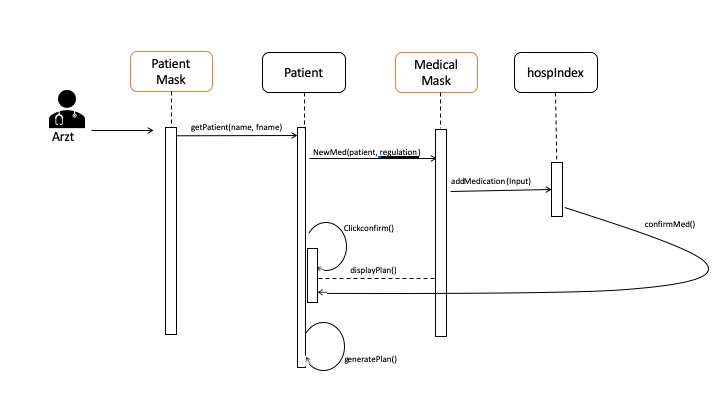 Patient
Mask
Patient
Medical
Mask
hospIndex
Arzt
getPatient(name, fname)
NewMed(patient, regulation)
addMedication(Input)
confirmMed()
Clickconfirm()
displayPlan()
generatePlan()